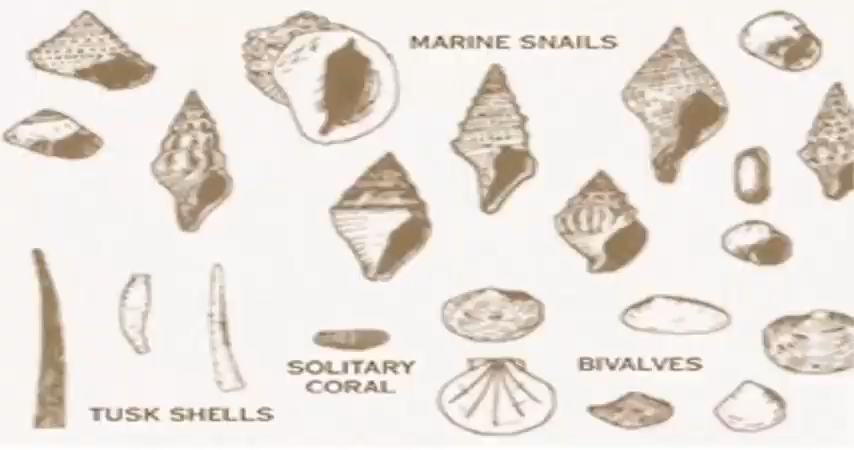 MARINE SNAILS
SOLITARY
CORAL
BIVALVES
TUSK SHELLS